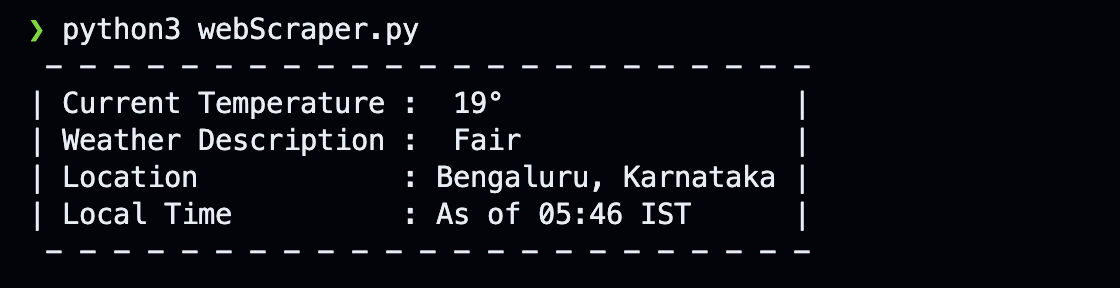 ❯ python3 webScraper.py
- - - - - - - - - - - - - - - - - - - - - - -
| Current Temperature :  19°                 |
| Weather Description :  Fair                |
| Location            : Bengaluru, Karnataka |
| Local Time          : As of 05:46 IST      |
- - - - - - - - - - - - - - - - - - - - - - -